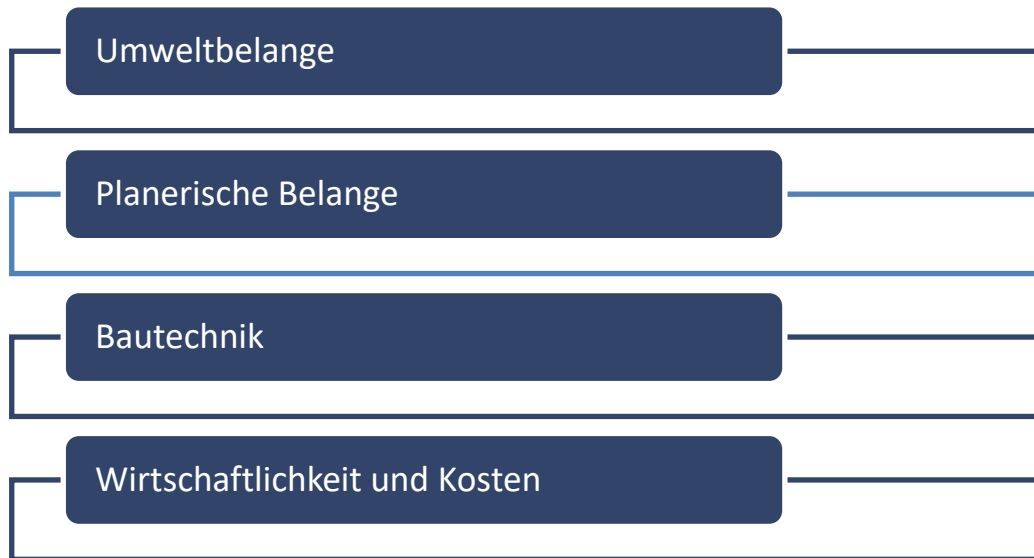 Umweltbelange
Planerische Belange
Bautechnik
Wirtschaftlichkeit und Kosten